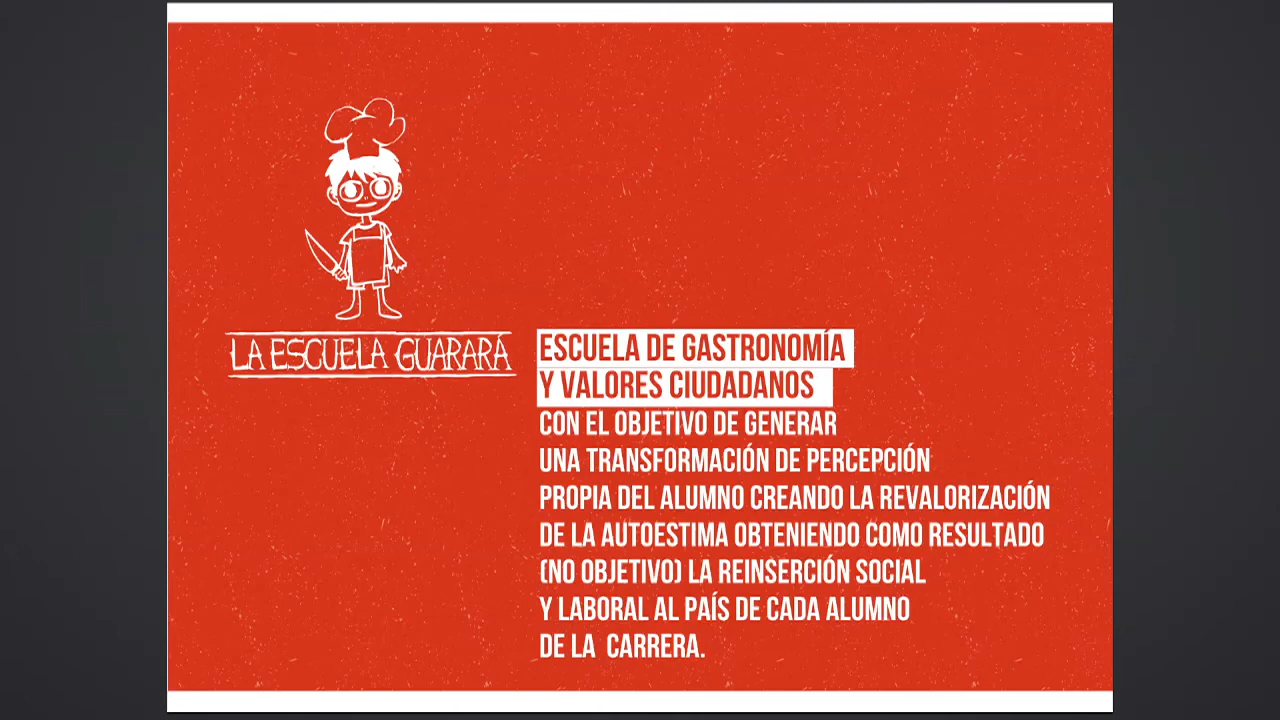 LA ESCUELA GUARARÁ
ESCUELA DE GASTRONOMÍA
Y VALORES CIUDADANOS
CON EL OBJETIVO DE GENERAR
UNA TRANSFORMACIÓN DE PERCEPCIÓN
PROPIA DEL ALUMNO CREANDO LA REVALORIZACIÓN
DE LA AUTOESTIMA OBTENIENDO COMO RESULTADO
(NO OBJETIVO) LA REINSERCIÓN SOCIAL
Y LABORAL AL PAÍS DE CADA ALUMNO
DE LA CARRERA.